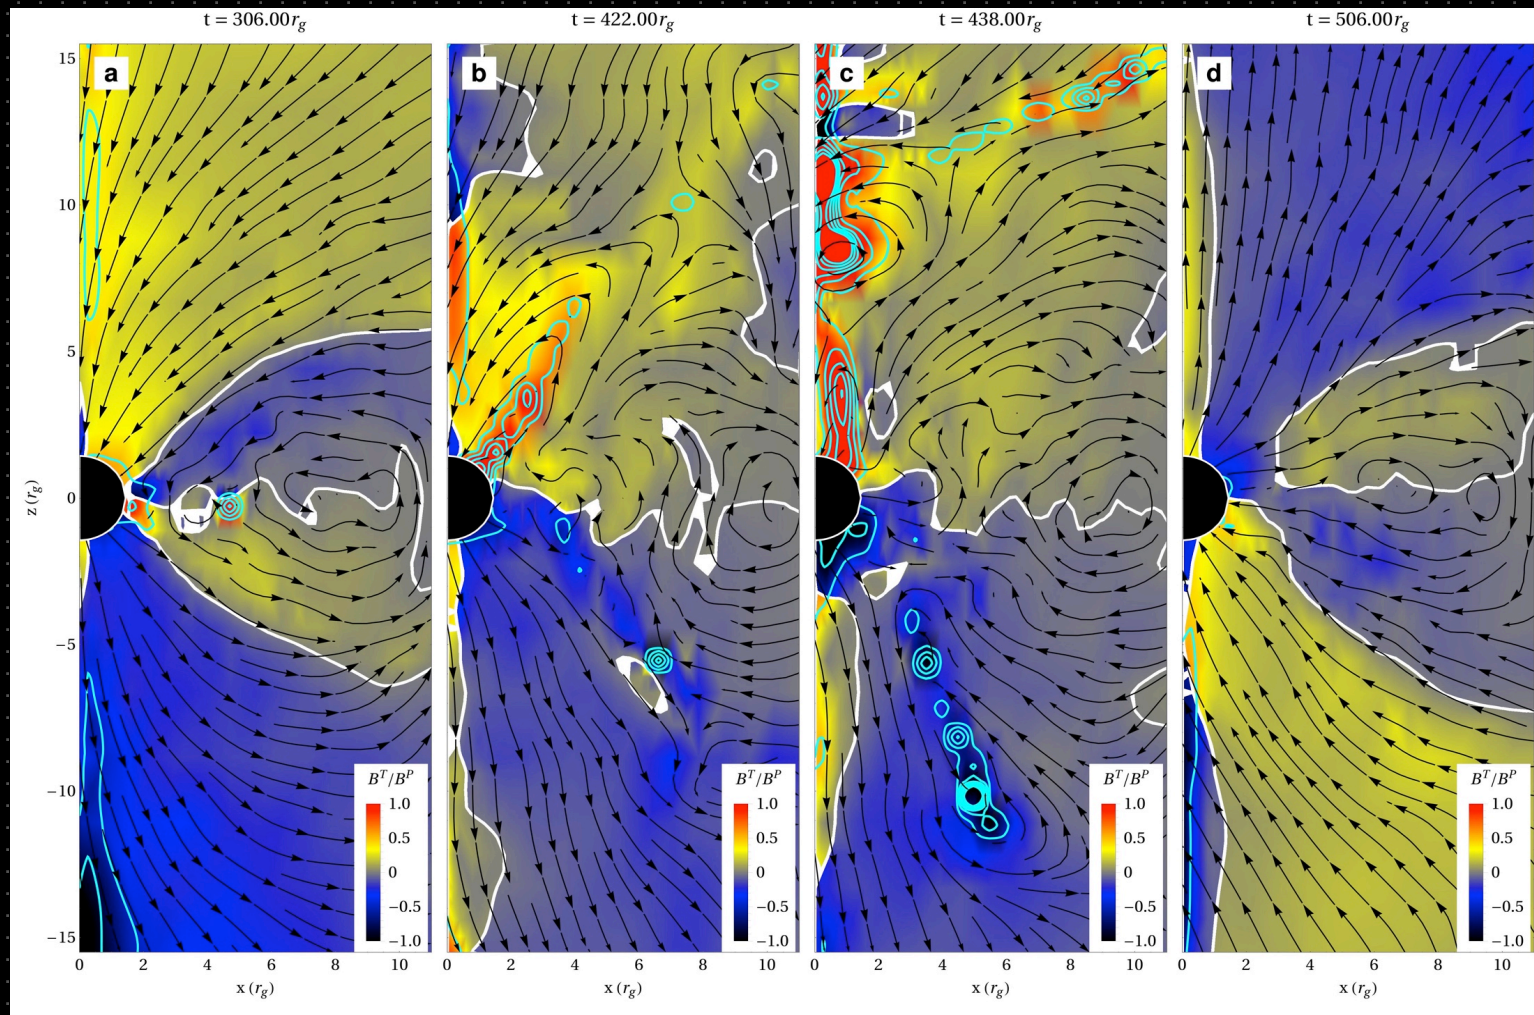 t = 306.00r_g
t = 422.00r_g
t = 438.00r_g
t = 506.00r_g
a
b
c
d
15
10
5
0
−5
−10
−15
z (r_g)
B^T/B^P
1.0
0.5
0
−0.5
−1.0
B^T/B^P
1.0
0.5
0
−0.5
−1.0
B^T/B^P
1.0
0.5
0
−0.5
−1.0
B^T/B^P
1.0
0.5
0
−0.5
−1.0
0 2 4 6 8 10
0 2 4 6 8 10
0 2 4 6 8 10
0 2 4 6 8 10
x (r_g)
x (r_g)
x (r_g)
x (r_g)